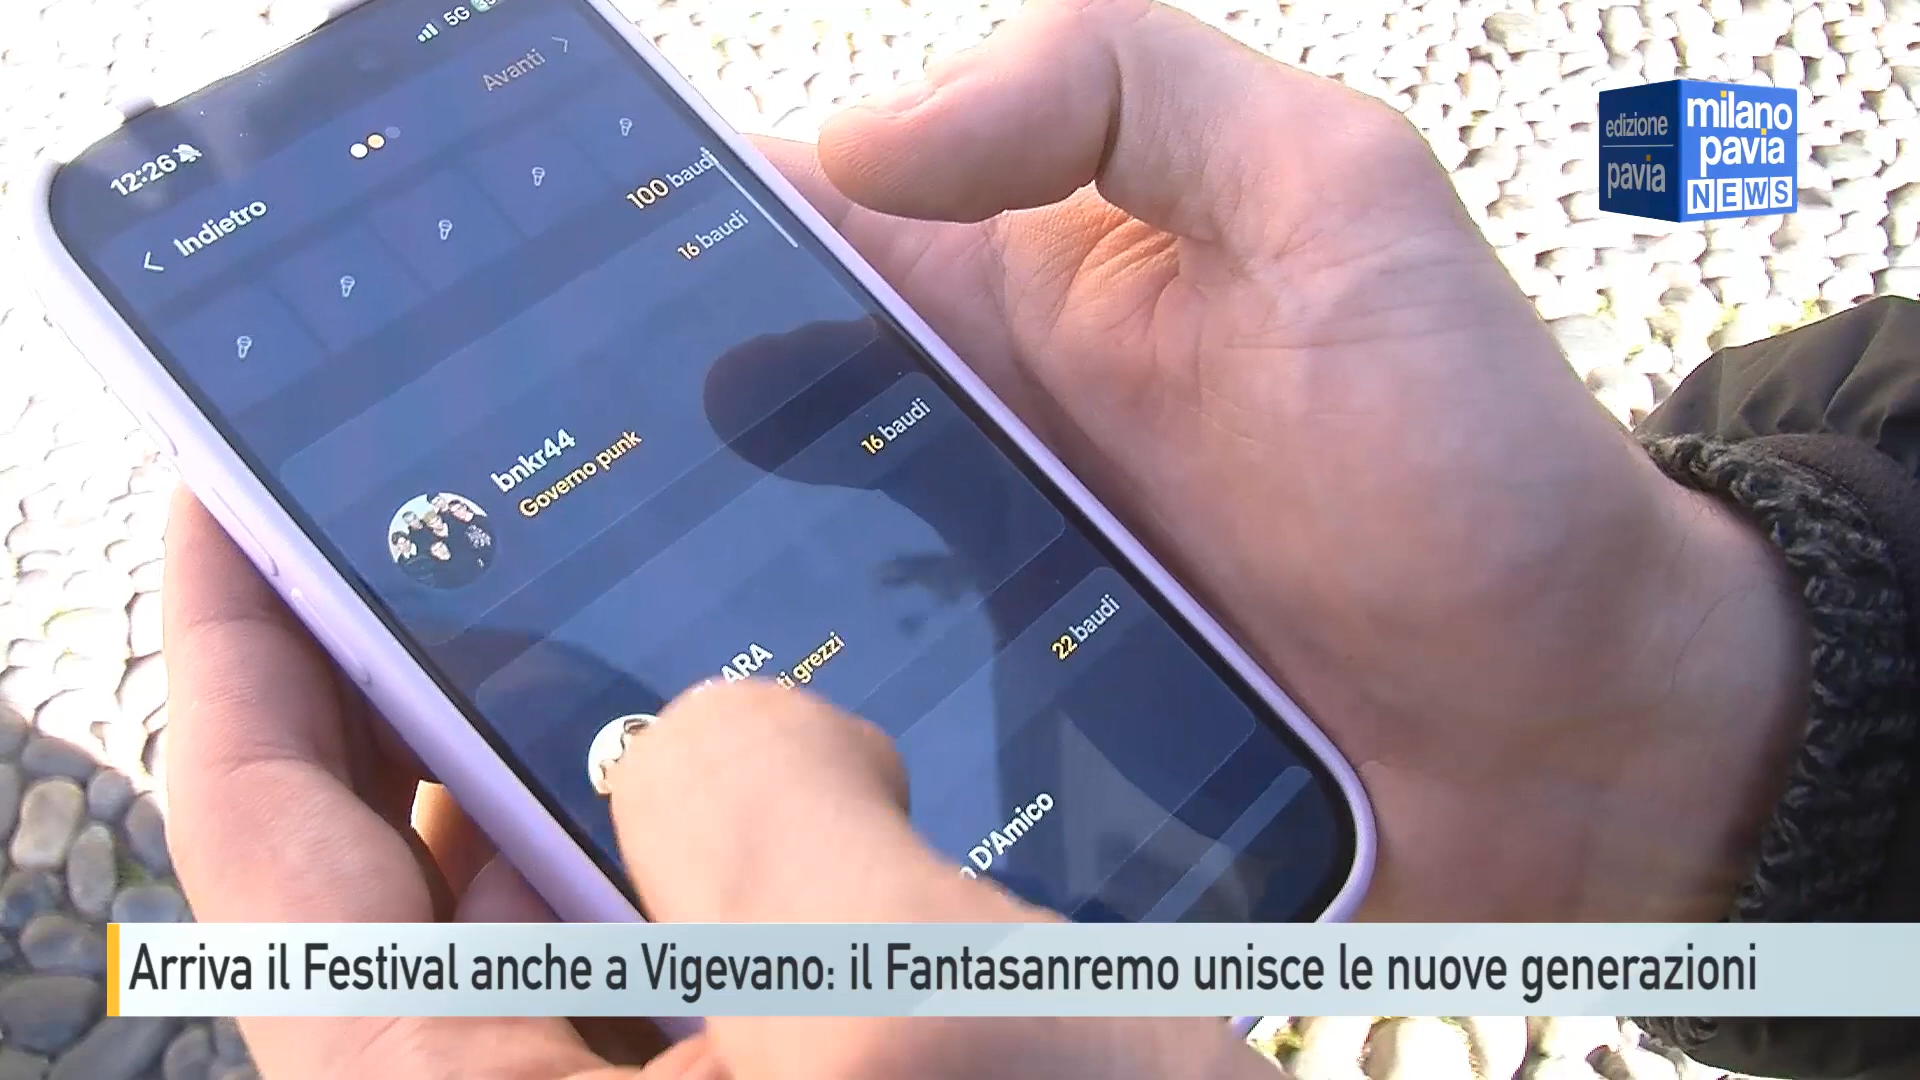 5G
12:26
Avanti
Indietro
100 baudi
16 baudi
bnkr44
Governo punk
16 baudi
ARA
grezzi
22 baudi
D'Amico
edizione
pavia
milano
pavia
NEWS
Arriva il Festival anche a Vigevano: il Fantasanremo unisce le nuove generazioni